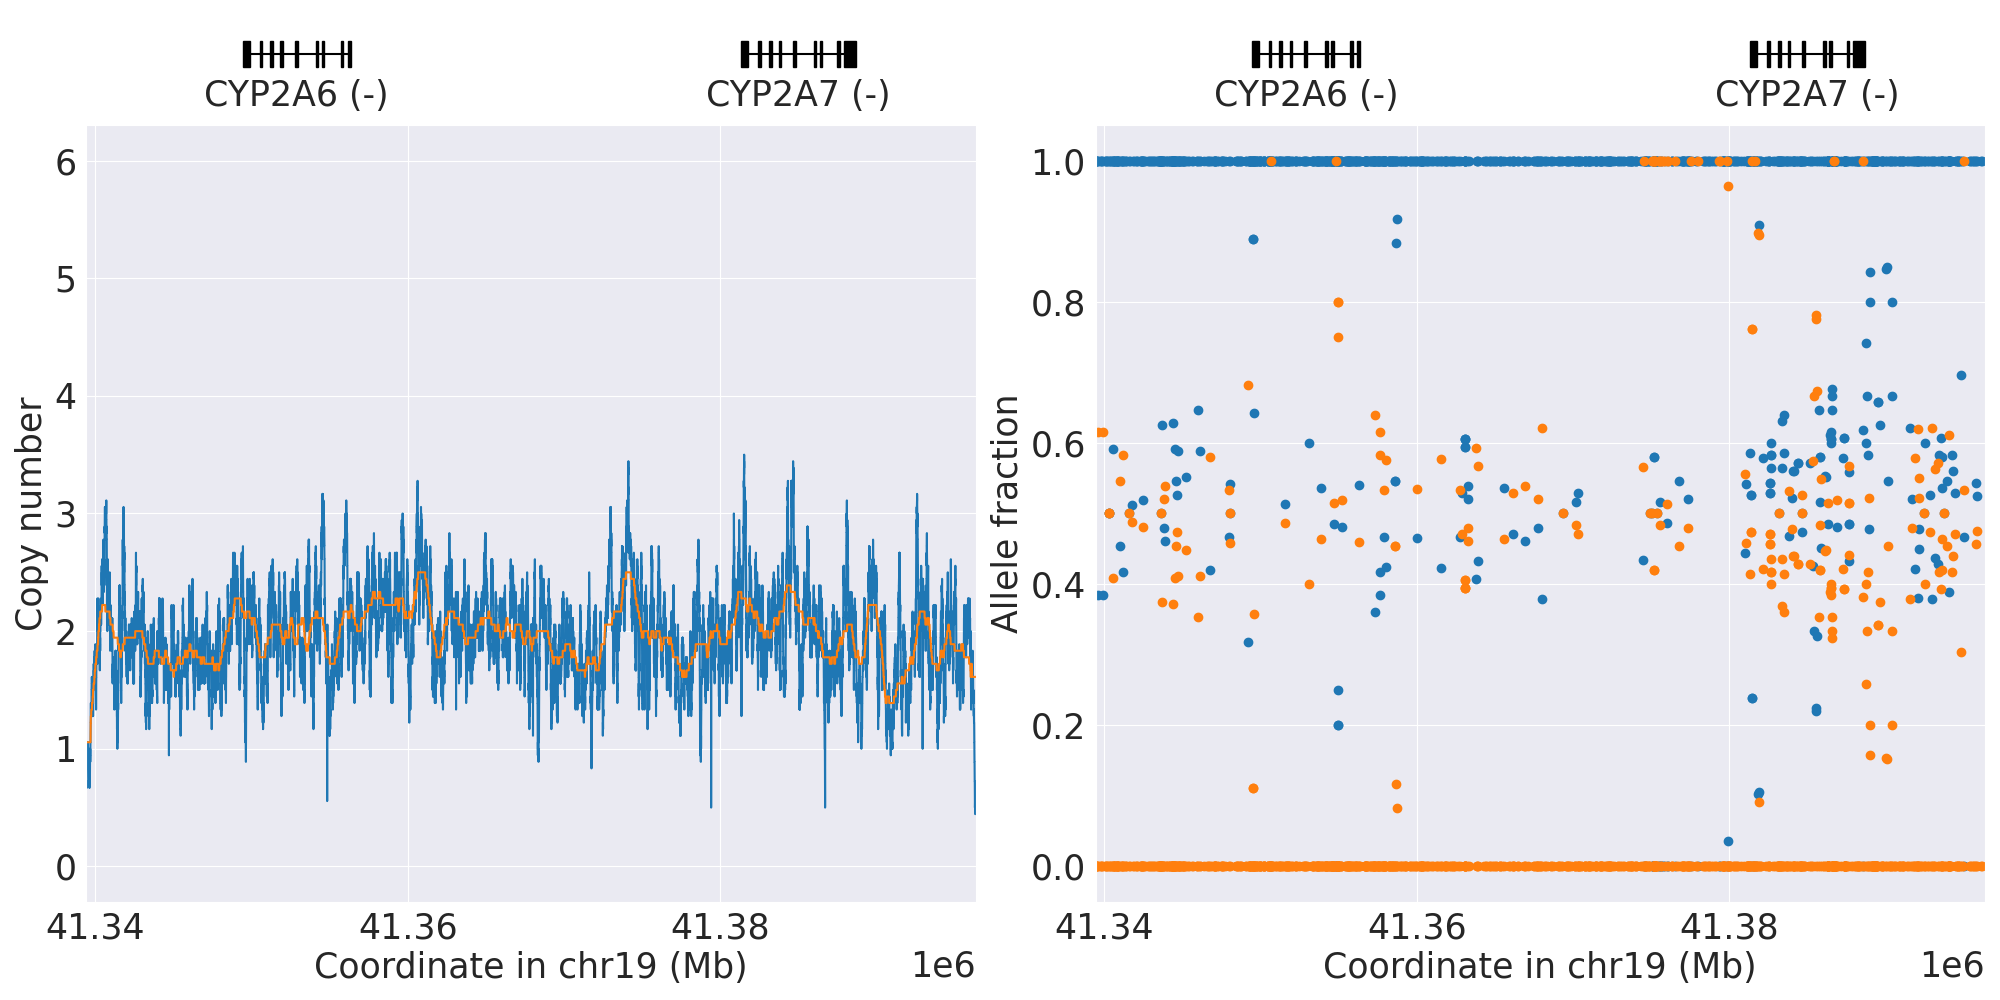 CYP2A6 (-)
CYP2A7 (-)
6
5
4
3
2
1
0
Copy number
41.34
41.36
41.38
Coordinate in chr19 (Mb)
1e6
CYP2A6 (-)
CYP2A7 (-)
1.0
0.8
0.6
0.4
0.2
0.0
Allele fraction
41.34
41.36
41.38
Coordinate in chr19 (Mb)
1e6